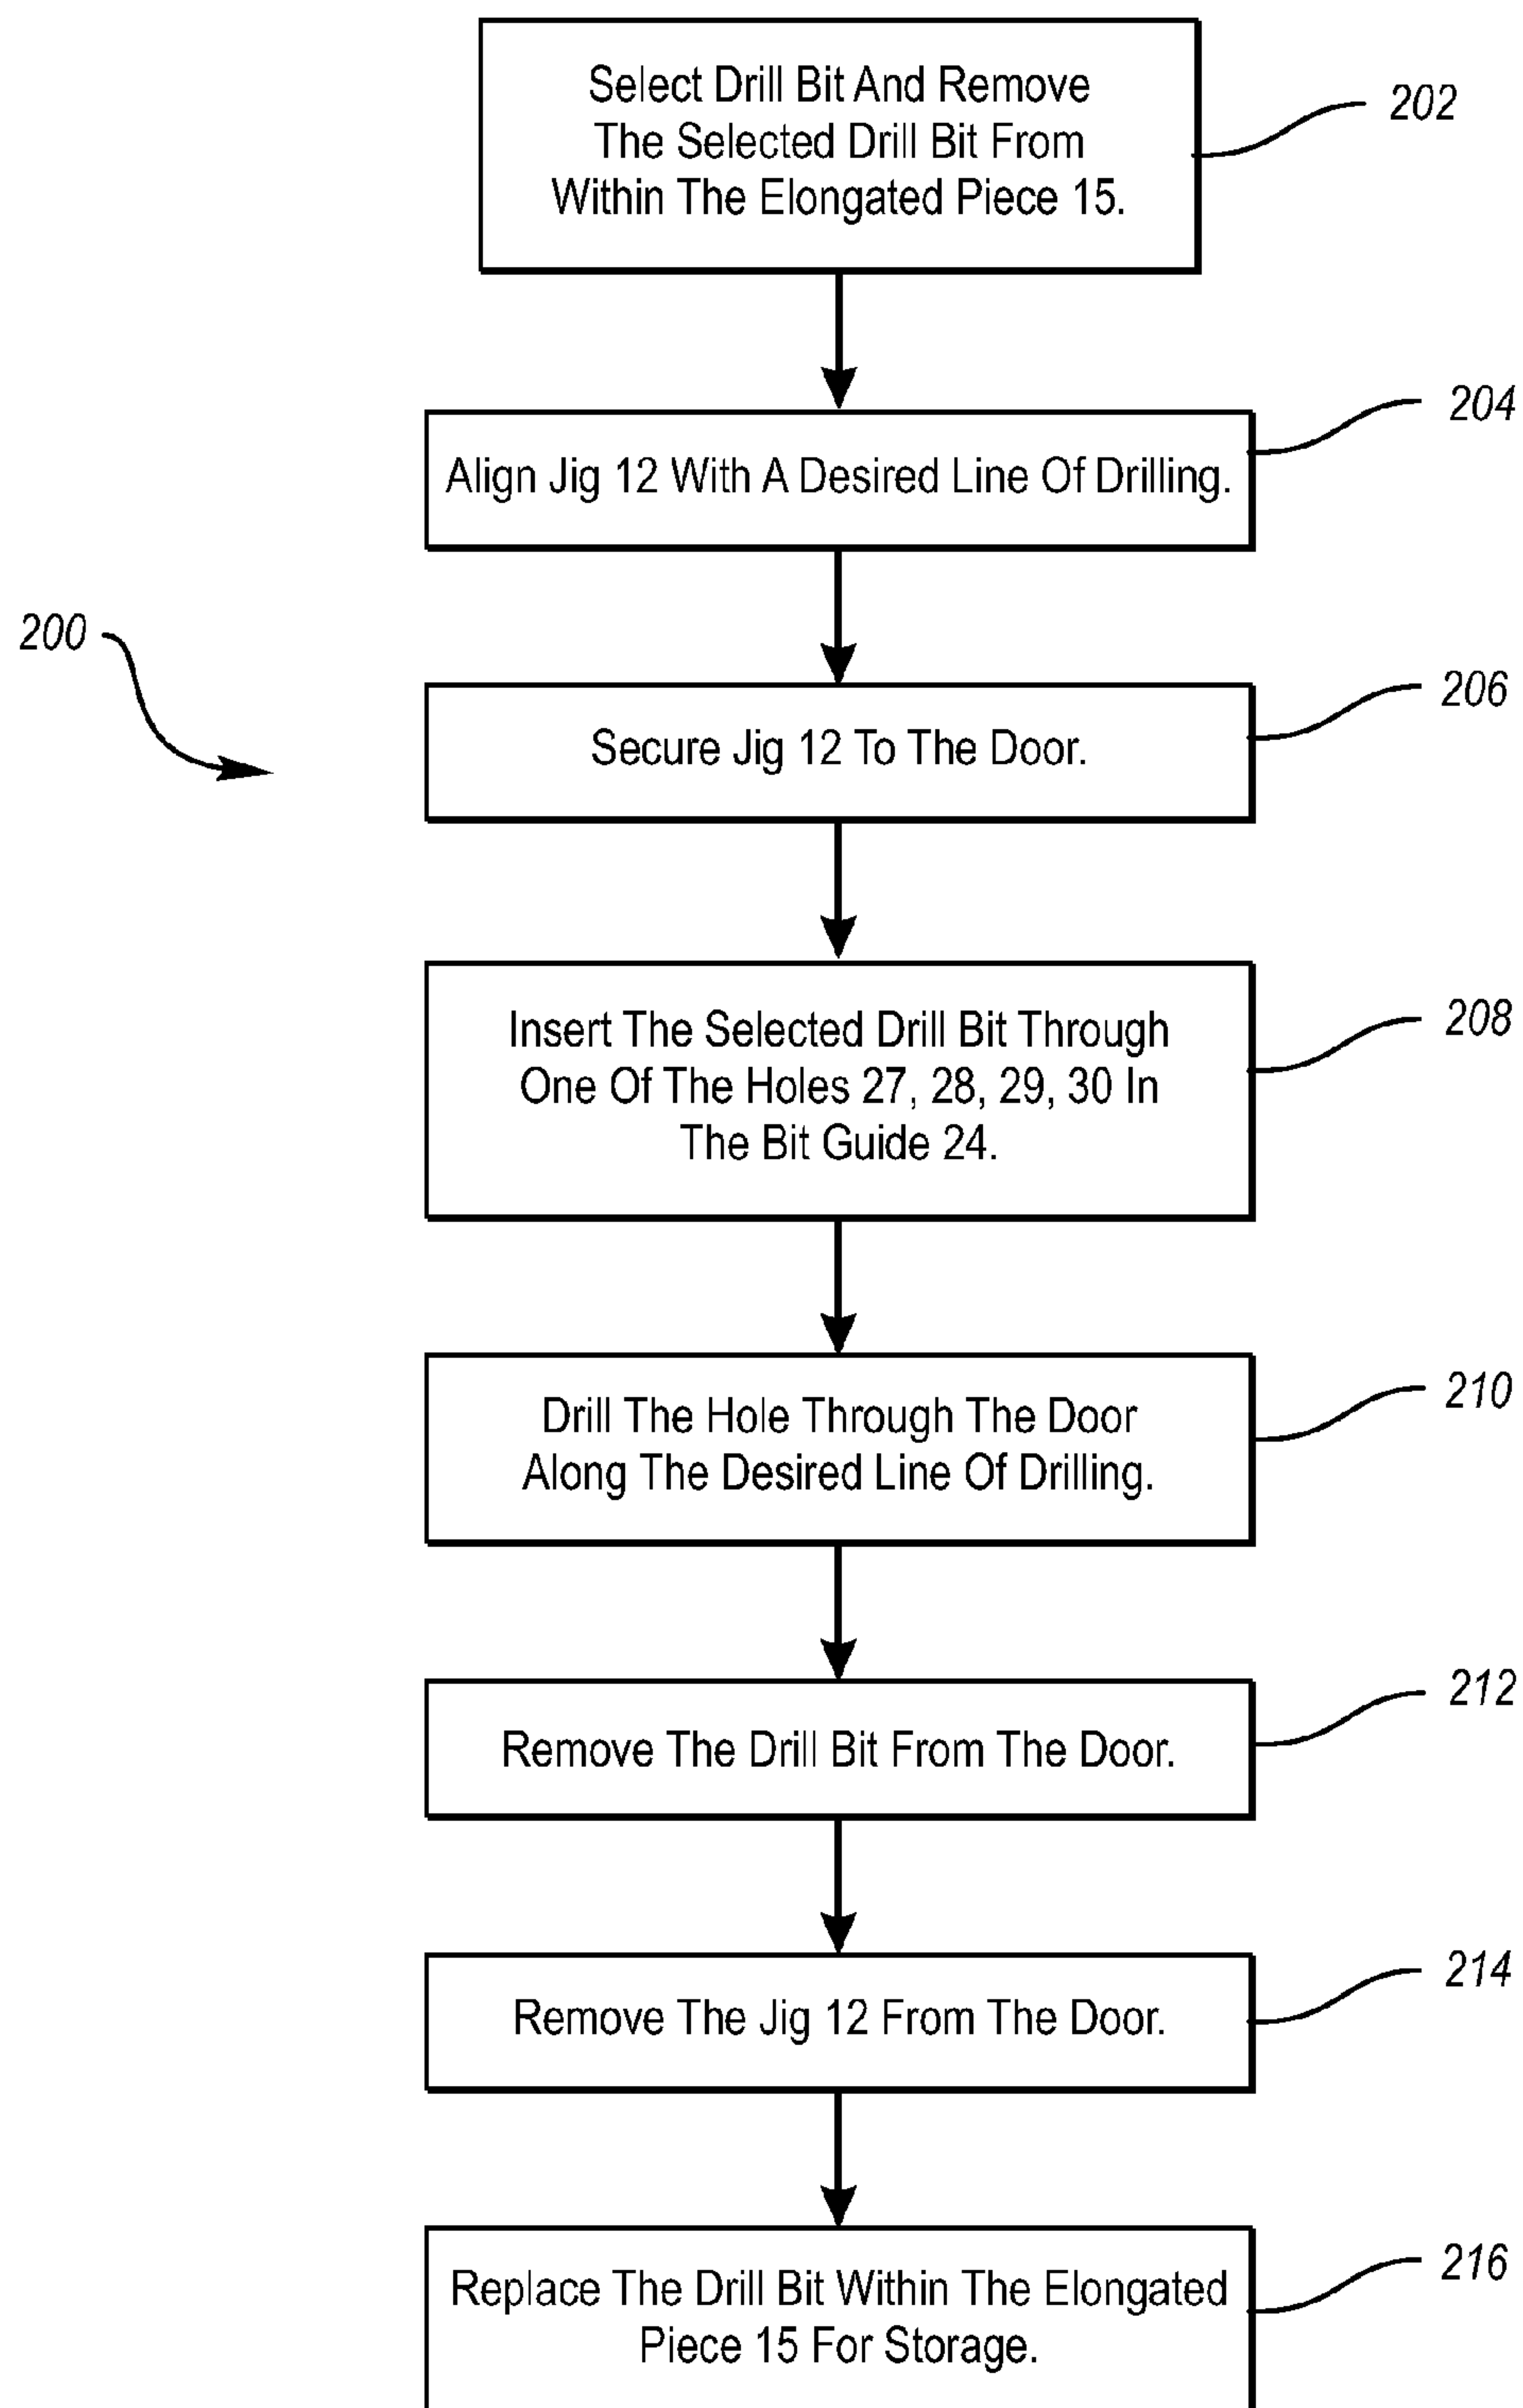 Select Drill Bit And Remove
The Selected Drill Bit From
Within The Elongated Piece 15.
202
Align Jig 12 With A Desired Line Of Drilling.
204
200
Secure Jig 12 To The Door.
206
Insert The Selected Drill Bit Through
One Of The Holes 27, 28, 29, 30 In
The Bit Guide 24.
208
Drill The Hole Through The Door
Along The Desired Line Of Drilling.
210
Remove The Drill Bit From The Door.
212
Remove The Jig 12 From The Door.
214
Replace The Drill Bit Within The Elongated
Piece 15 For Storage.
216